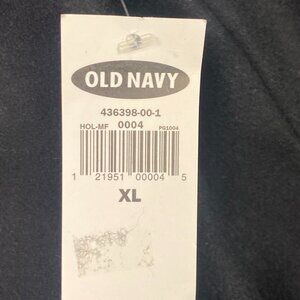 OLD NAVY
436398-00-1
HOL-MF 0004 PG1004
1 21951 00004 5
XL